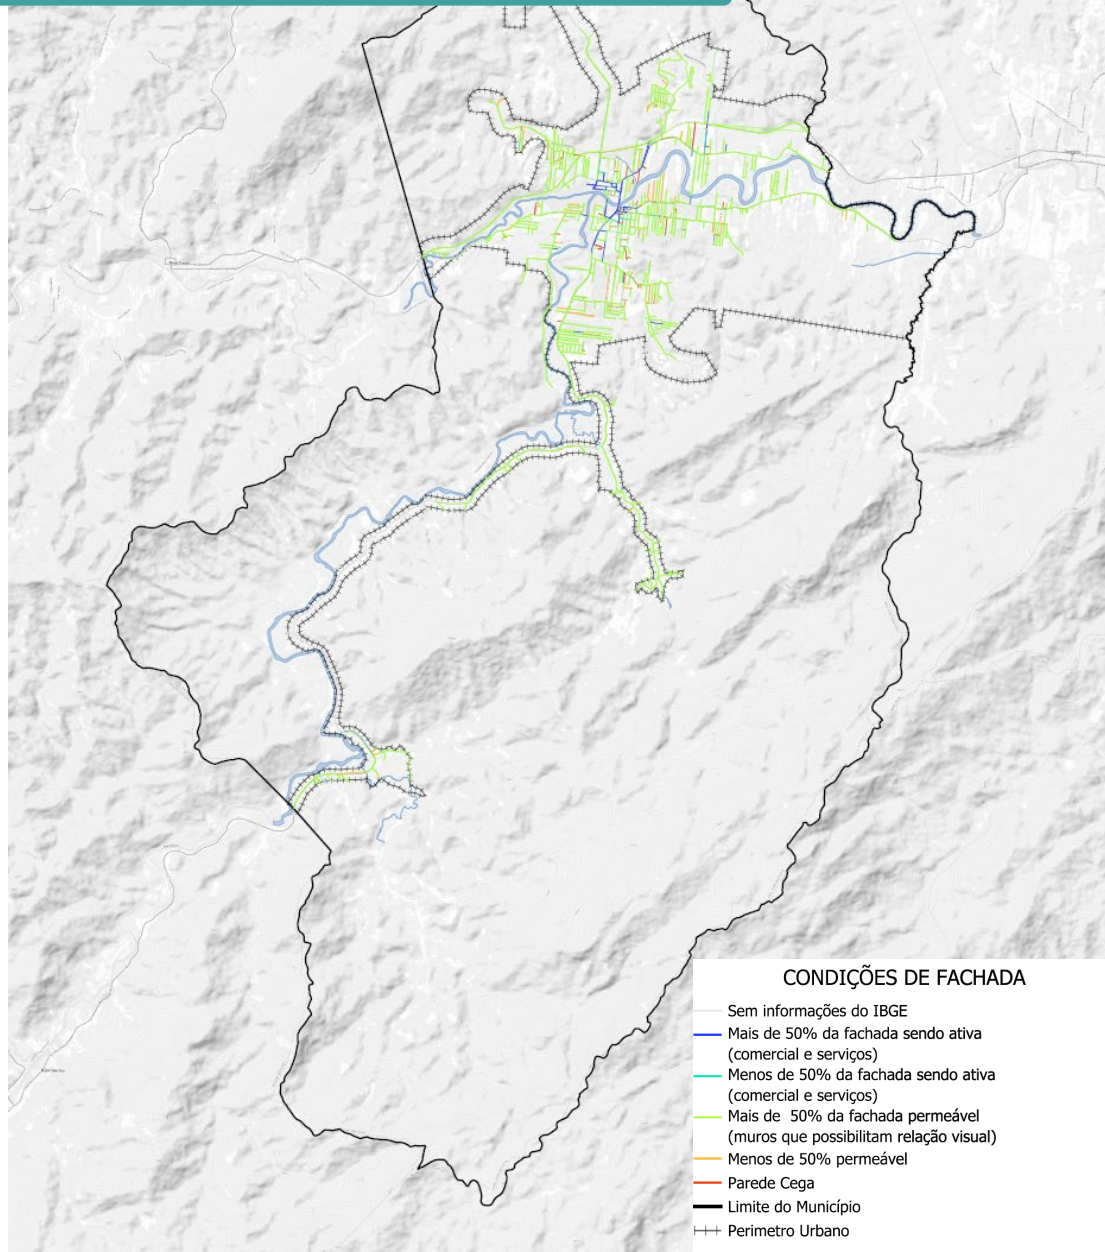 CONDIÇÕES DE FACHADA
Sem informações do IBGE
Mais de 50% da fachada sendo ativa
(comercial e serviços)
Menos de 50% da fachada sendo ativa
(comercial e serviços)
Mais de  50% da fachada permeável
(muros que possibilitam relação visual)
Menos de 50% permeável
Parede Cega
Limite do Município
Perimetro Urbano